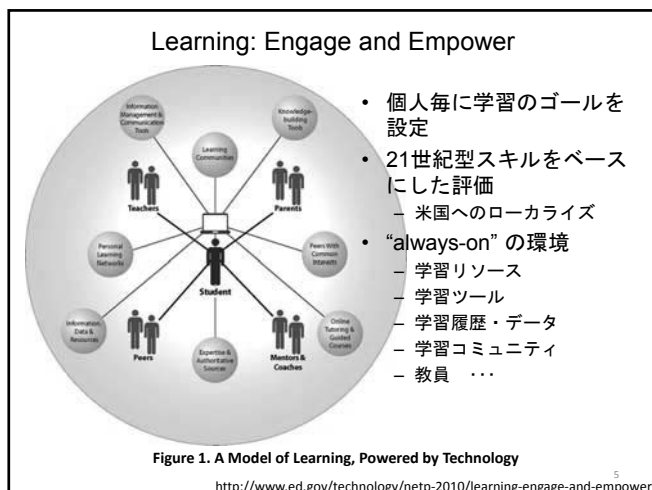 Learning: Engage and Empower
Information
Management &
Communication
Tools
Knowledge-
building
Tools
Learning
Communities
Teachers
Parents
Personal
Learning
Networks
Peers With
Common
Interests
Student
Information,
Data &
Resources
Online
Tutoring &
Guided
Courses
Peers
Expertise &
Authoritative
Sources
Mentors &
Coaches
• 個人毎に学習のゴールを
設定
• 21世紀型スキルをベース
にした評価
– 米国へのローカライズ
• “always-on” の環境
– 学習リソース
– 学習ツール
– 学習履歴・データ
– 学習コミュニティ
– 教員 ･･･
Figure 1. A Model of Learning, Powered by Technology
5
http://www.ed.gov/technology/netp-2010/learning-engage-and-empower